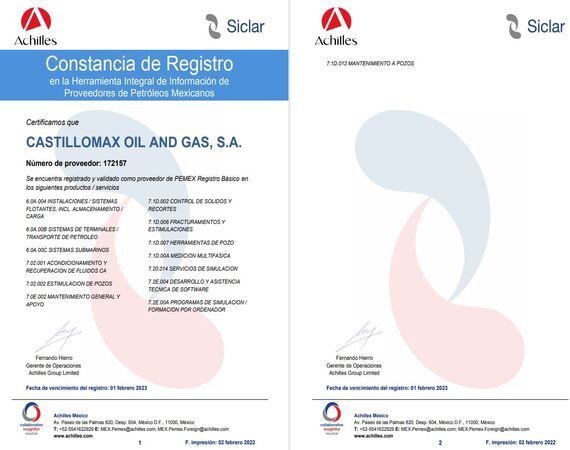 Achilles
Siclar
Constancia de Registro
en la Herramienta Integral de Información de
Proveedores de Petróleos Mexicanos
Certificamos que
CASTILLOMAX OIL AND GAS, S.A.
Número de proveedor: 172157
Se encuentra registrado y validado como proveedor de PEMEX Registro Básico en
los siguientes productos / servicios
6.0A.004 INSTALACIONES / SISTEMAS
FLOTANTES, INCL. ALMACENAMIENTO /
CARGA
6.0A.00B SISTEMAS DE TERMINALES /
TRANSPORTE DE PETROLEO
6.0A.00C SISTEMAS SUBMARINOS
7.02.001 ACONDICIONAMIENTO Y
RECUPERACION DE FLUIDOS CA
7.02.002 ESTIMULACION DE POZOS
7.0E.002 MANTENIMIENTO GENERAL Y
APOYO
7.1D.002 CONTROL DE SOLIDOS Y
RECORTES
7.1D.006 FRACTURAMIENTOS Y
ESTIMULACIONES
7.1D.007 HERRAMIENTAS DE POZO
7.1D.00A MEDICION MULTIFASICA
7.20.014 SERVICIOS DE SIMULACION
7.2E.004 DESARROLLO Y ASISTENCIA
TECNICA DE SOFTWARE
7.2E.00A PROGRAMAS DE SIMULACION /
FORMACION POR ORDENADOR
Fernando Hierro
Gerente de Operaciones
Achilles Group Limited
Fecha de vencimiento del registro: 01 febrero 2023
collaborative
insightful
neutral
Achilles México
Av. Paseo de las Palmas 820, Desp. 604, México D.F., 11000, México
T: +52-5541622929 E: MEX.Pemex@achilles.com; MEX.Pemex.Foreign@achilles.com
www.achilles.com
1
F. impresión: 02 febrero 2022
Achilles
Siclar
7.1D.012 MANTENIMIENTO A POZOS
Fernando Hierro
Gerente de Operaciones
Achilles Group Limited
Fecha de vencimiento del registro: 01 febrero 2023
collaborative
insightful
neutral
Achilles México
Av. Paseo de las Palmas 820, Desp. 604, México D.F., 11000, México
T: +52-5541622929 E: MEX.Pemex@achilles.com; MEX.Pemex.Foreign@achilles.com
www.achilles.com
2
F. impresión: 02 febrero 2022